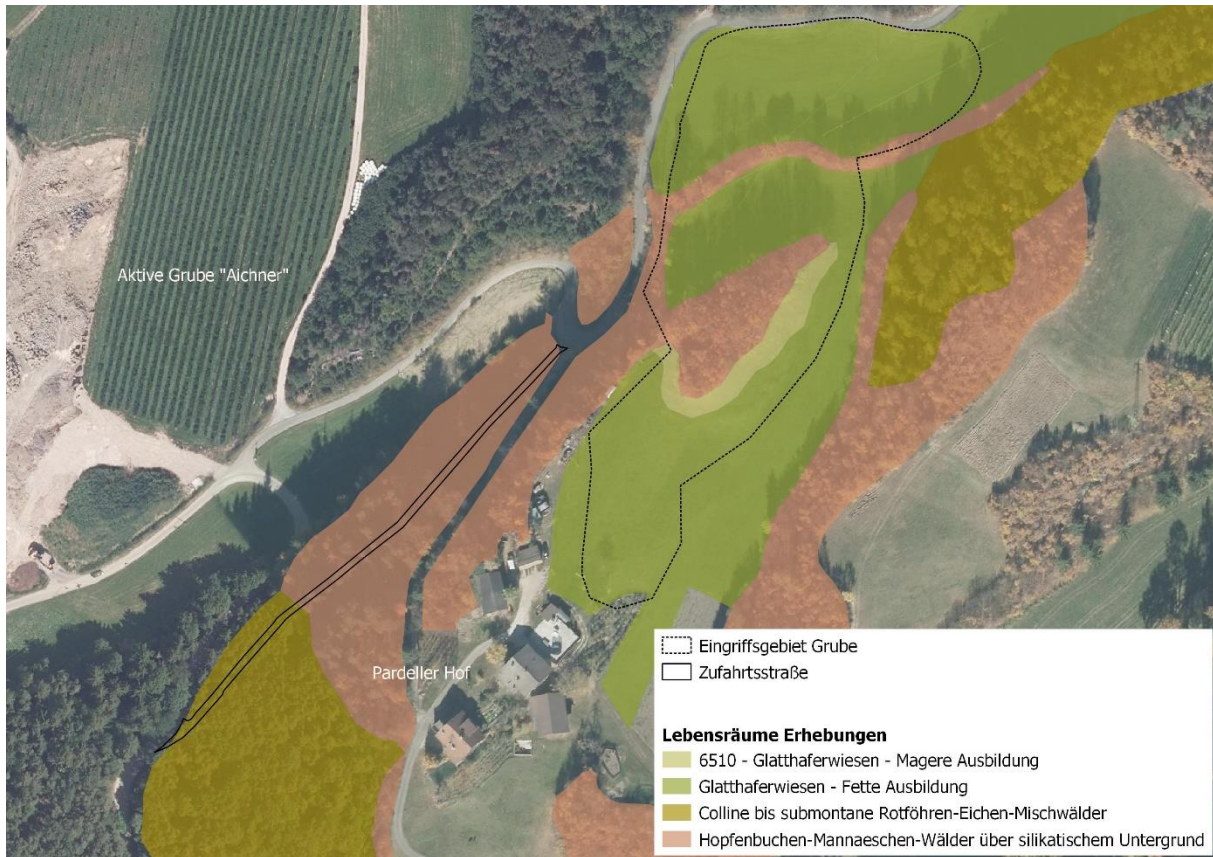 Aktive Grube "Aichner"
Pardeller Hof
Eingriffsgebiet Grube
Zufahrtsstraße
Lebensräume Erhebungen
6510 - Glatthaferwiesen - Magere Ausbildung
Glatthaferwiesen - Fette Ausbildung
Colline bis submontane Rotföhren-Eichen-Mischwälder
Hopfenbuchen-Mannaeschen-Wälder über silikatischem Untergrund